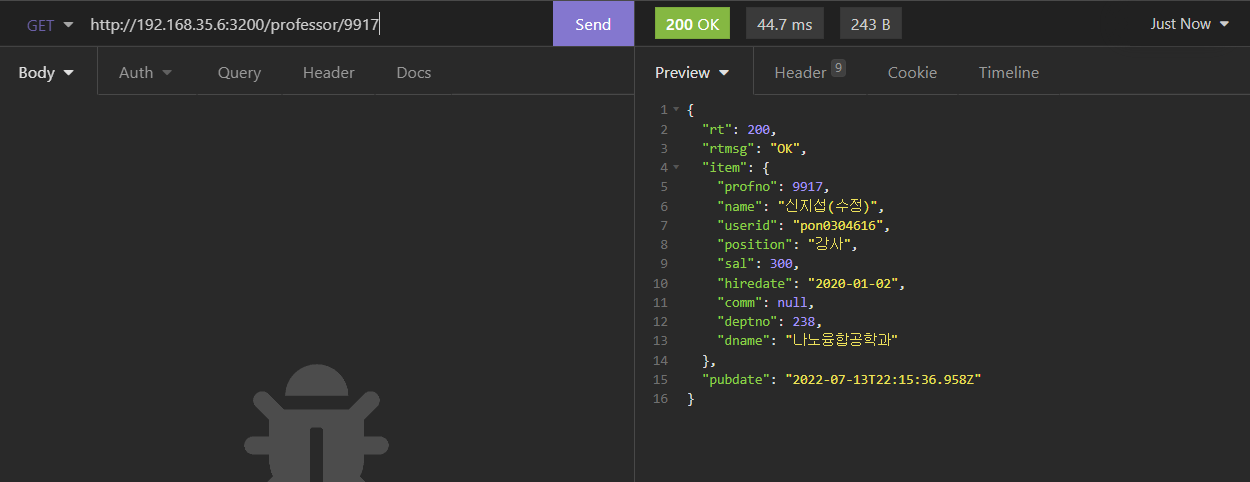 GET http://192.168.35.6:3200/professor/9917 Send 200 OK 44.7 ms 243 B Just Now
Body Auth Query Header Docs
Preview Header 9 Cookie Timeline
1 {
2 "rt": 200,
3 "rtmsg": "OK",
4 "item": {
5 "profno": 9917,
6 "name": "신지섭(수정)",
7 "userid": "pon0304616",
8 "position": "강사",
9 "sal": 300,
10 "hiredate": "2020-01-02",
11 "comm": null,
12 "deptno": 238,
13 "dname": "나노융합공학과"
14 },
15 "pubdate": "2022-07-13T22:15:36.958Z"
16 }